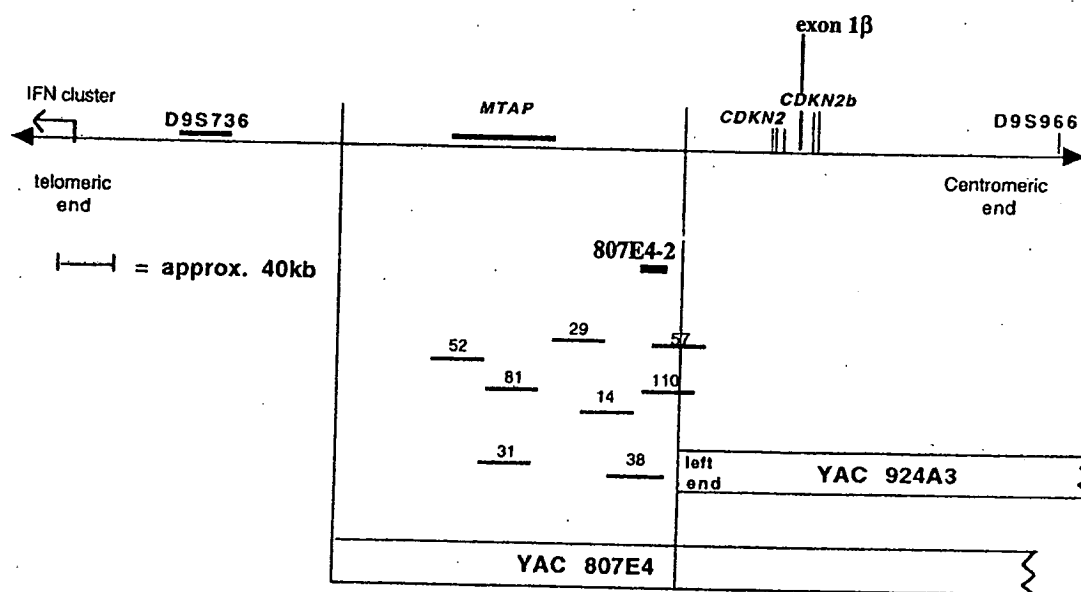 exon 1β
IFN cluster
D9S736
MTAP
CDKN2
CDKN2b
D9S966
telomeric
end
Centromeric
end
= approx. 40kb
807E4-2
29
57
52
81
110
14
31
38
left
end
YAC 924A3
YAC 807E4